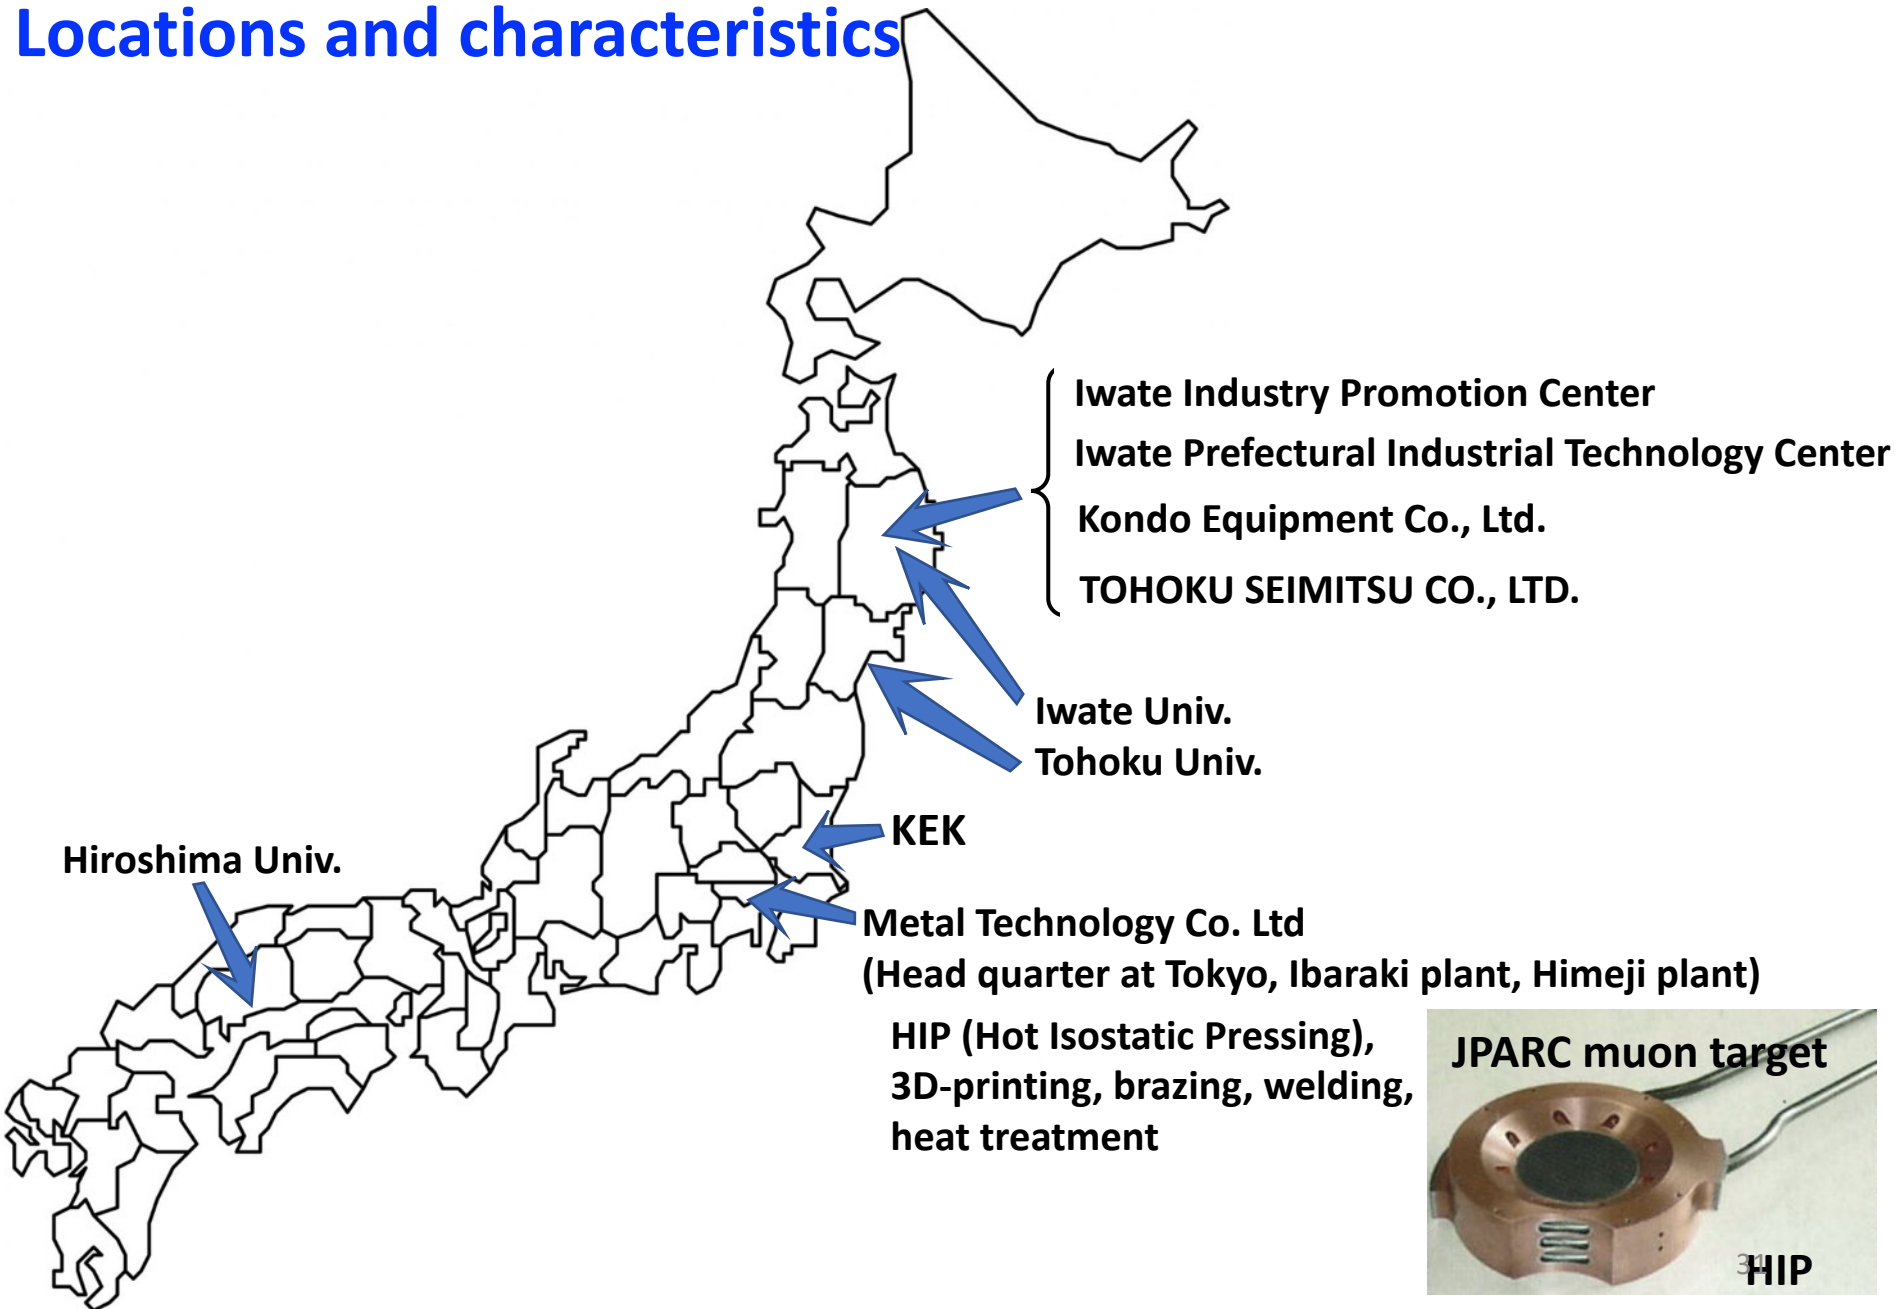 Locations and characteristics
Iwate Industry Promotion Center
Iwate Prefectural Industrial Technology Center
Kondo Equipment Co., Ltd.
TOHOKU SEIMITSU CO., LTD.
Iwate Univ.
Tohoku Univ.
KEK
Hiroshima Univ.
Metal Technology Co. Ltd
(Head quarter at Tokyo, Ibaraki plant, Himeji plant)
HIP (Hot Isostatic Pressing),
3D-printing, brazing, welding,
heat treatment
JPARC muon target
HIP
31